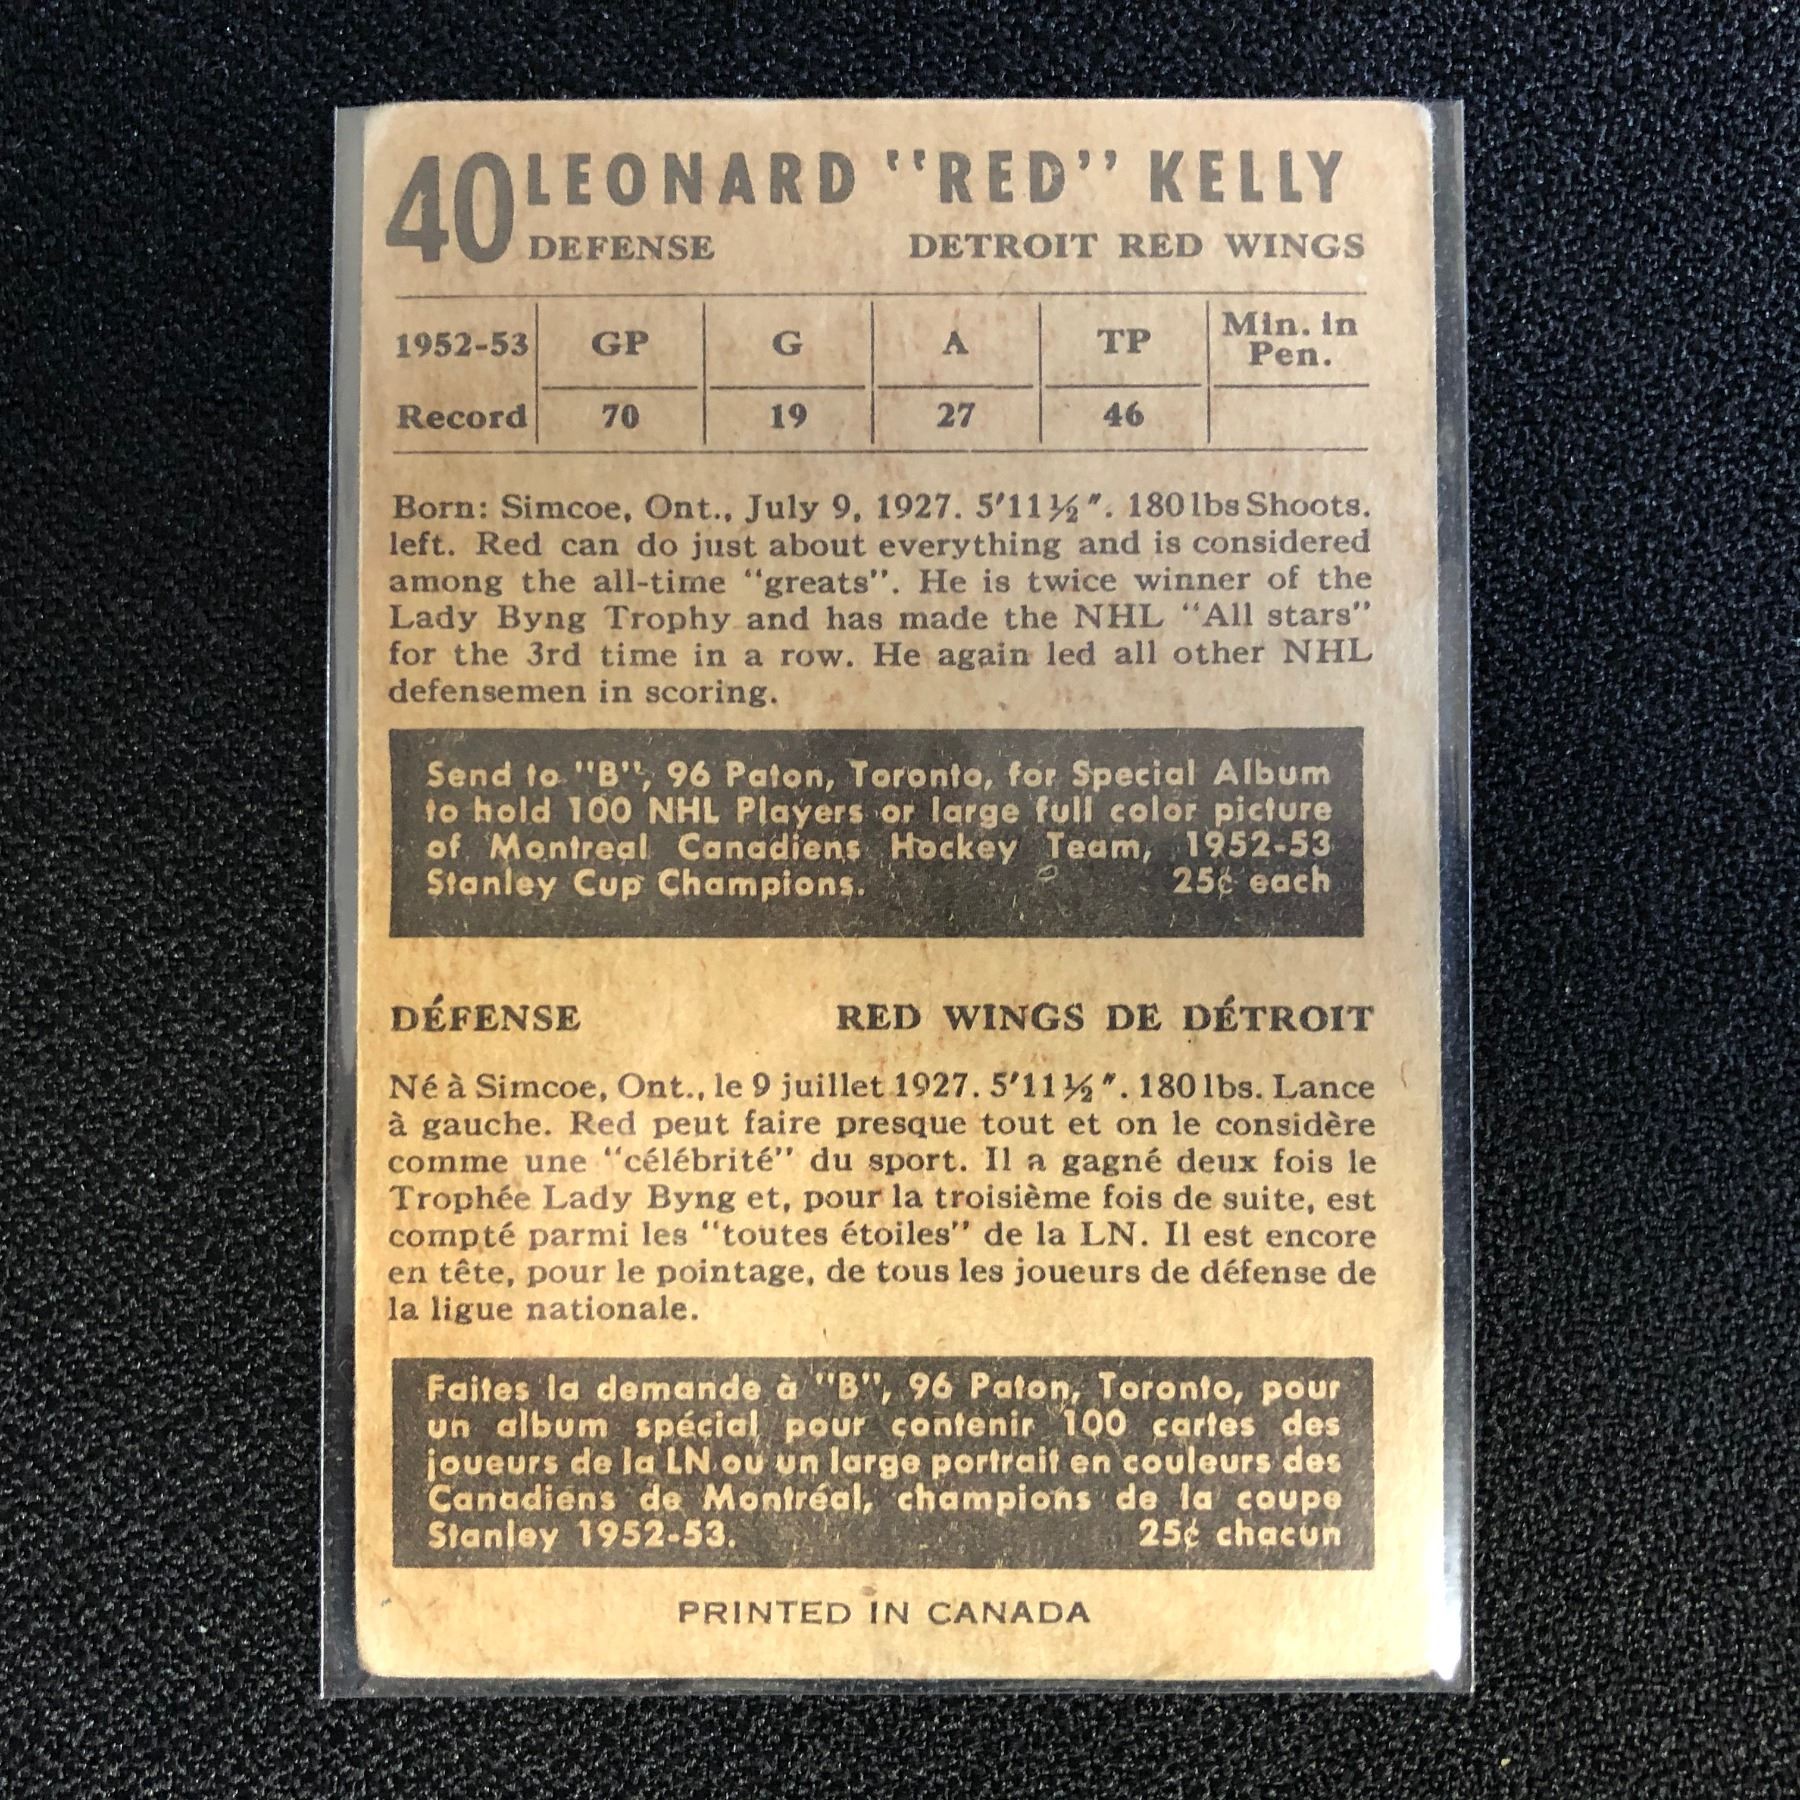 40 LEONARD "RED" KELLY
DEFENSE DETROIT RED WINGS
1952-53 GP G A TP Min. in Pen.
Record 70 19 27 46
Born: Simcoe, Ont., July 9, 1927. 5'11½". 180 lbs Shoots.
left. Red can do just about everything and is considered
among the all-time "greats". He is twice winner of the
Lady Byng Trophy and has made the NHL "All stars"
for the 3rd time in a row. He again led all other NHL
defensemen in scoring.
Send to "B", 96 Paton, Toronto, for Special Album
to hold 100 NHL Players or large full color picture
of Montreal Canadiens Hockey Team, 1952-53
Stanley Cup Champions. 25¢ each
DÉFENSE RED WINGS DE DÉTROIT
Né à Simcoe, Ont., le 9 juillet 1927. 5'11½". 180 lbs. Lance
à gauche. Red peut faire presque tout et on le considère
comme une "célébrité" du sport. Il a gagné deux fois le
Trophée Lady Byng et, pour la troisième fois de suite, est
compté parmi les "toutes étoiles" de la LN. Il est encore
en tête, pour le pointage, de tous les joueurs de défense de
la ligue nationale.
Faites la demande à "B", 96 Paton, Toronto, pour
un album spécial pour contenir 100 cartes des
joueurs de la LN ou un large portrait en couleurs des
Canadiens de Montréal, champions de la coupe
Stanley 1952-53. 25¢ chacun
PRINTED IN CANADA